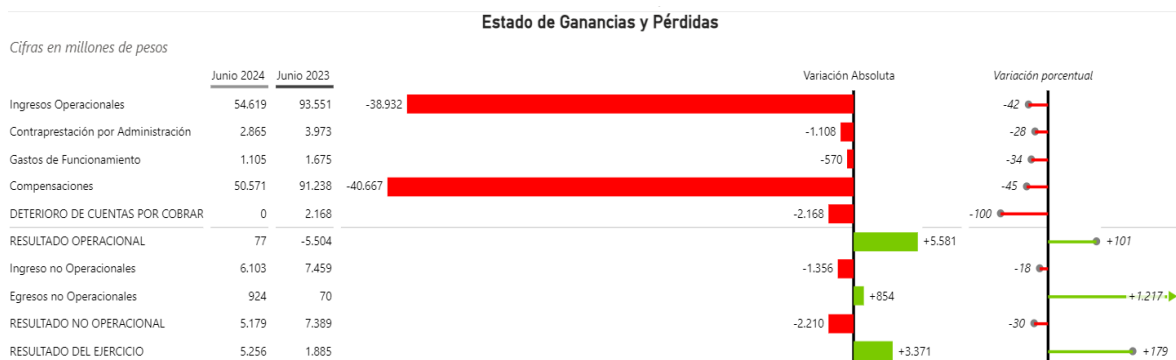 Estado de Ganancias y Pérdidas
Cifras en millones de pesos
Junio 2024 Junio 2023 Variación Absoluta Variación porcentual
Ingresos Operacionales 54.619 93.551 -38.932 -42
Contraprestación por Administración 2.865 3.973 -1.108 -28
Gastos de Funcionamiento 1.105 1.675 -570 -34
Compensaciones 50.571 91.238 -40.667 -45
DETERIORO DE CUENTAS POR COBRAR 0 2.168 -2.168 -100
RESULTADO OPERACIONAL 77 -5.504 +5.581 +101
Ingreso no Operacionales 6.103 7.459 -1.356 -18
Egresos no Operacionales 924 70 +854 +1.217
RESULTADO NO OPERACIONAL 5.179 7.389 -2.210 -30
RESULTADO DEL EJERCICIO 5.256 1.885 +3.371 +179